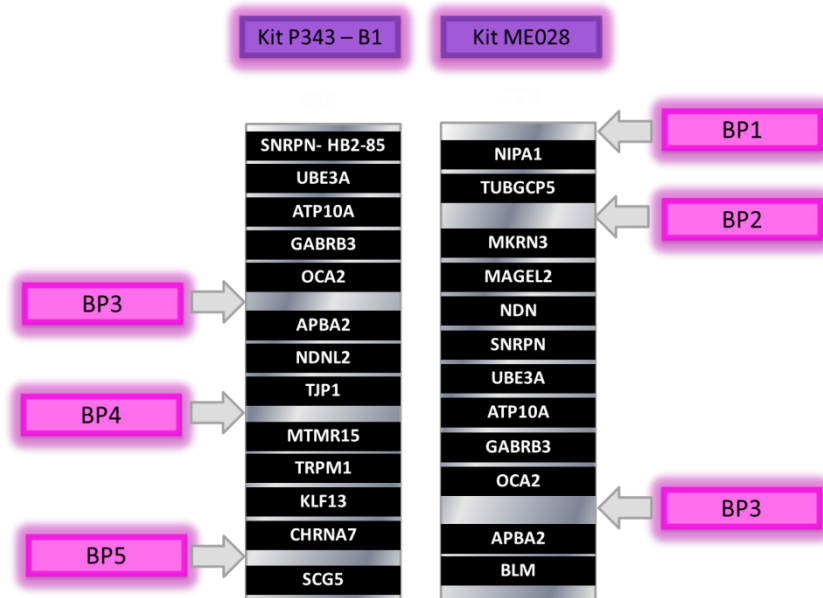 Kit P343 – B1
Kit ME028
SNRPN- HB2-85
UBE3A
ATP10A
GABRB3
OCA2
APBA2
NDNL2
TJP1
MTMR15
TRPM1
KLF13
CHRNA7
SCG5
BP3
BP4
BP5
NIPA1
TUBGCP5
MKRN3
MAGEL2
NDN
SNRPN
UBE3A
ATP10A
GABRB3
OCA2
APBA2
BLM
BP1
BP2
BP3